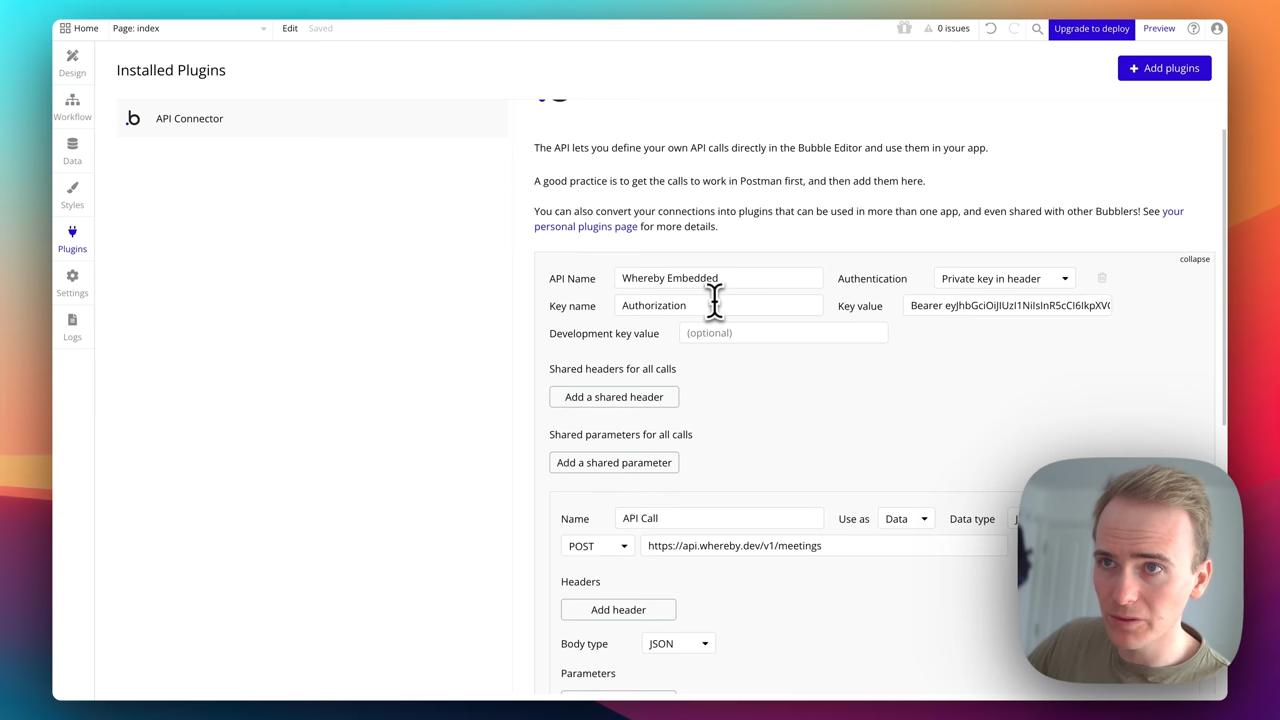 Home
Page: index
Edit
Saved
0 issues
Upgrade to deploy
Preview
Design
Workflow
Data
Styles
Plugins
Settings
Logs
Installed Plugins
+ Add plugins
.b API Connector
The API lets you define your own API calls directly in the Bubble Editor and use them in your app.
A good practice is to get the calls to work in Postman first, and then add them here.
You can also convert your connections into plugins that can be used in more than one app, and even shared with other Bubblers! See your
personal plugins page for more details.
collapse
API Name Whereby Embedded Authentication Private key in header
Key name Authorization Key value Bearer
Development key value (optional)
Shared headers for all calls
Add a shared header
Shared parameters for all calls
Add a shared parameter
Name API Call Use as Data Data type
POST https://api.whereby.dev/v1/meetings
Headers
Add header
Body type JSON
Parameters